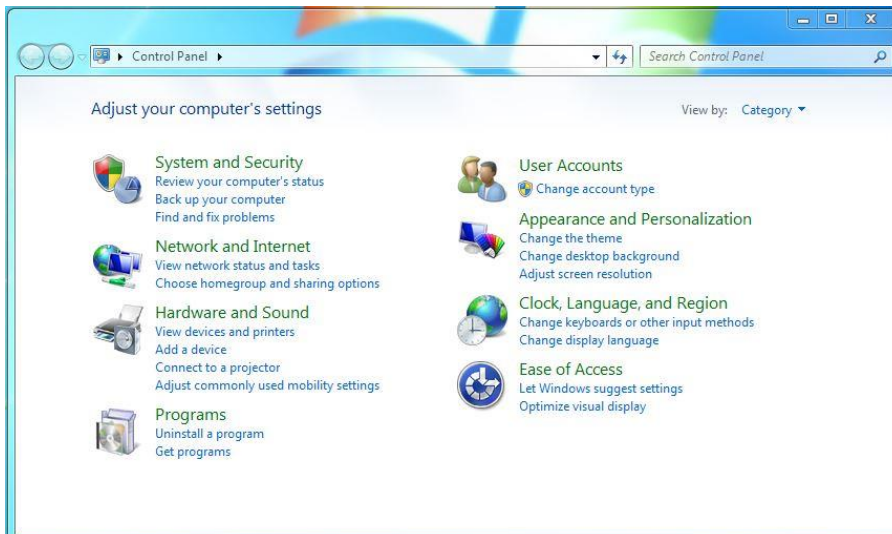 Control Panel
Search Control Panel
Adjust your computer's settings
View by: Category
System and Security
Review your computer's status
Back up your computer
Find and fix problems
Network and Internet
View network status and tasks
Choose homegroup and sharing options
Hardware and Sound
View devices and printers
Add a device
Connect to a projector
Adjust commonly used mobility settings
Programs
Uninstall a program
Get programs
User Accounts
Change account type
Appearance and Personalization
Change the theme
Change desktop background
Adjust screen resolution
Clock, Language, and Region
Change keyboards or other input methods
Change display language
Ease of Access
Let Windows suggest settings
Optimize visual display